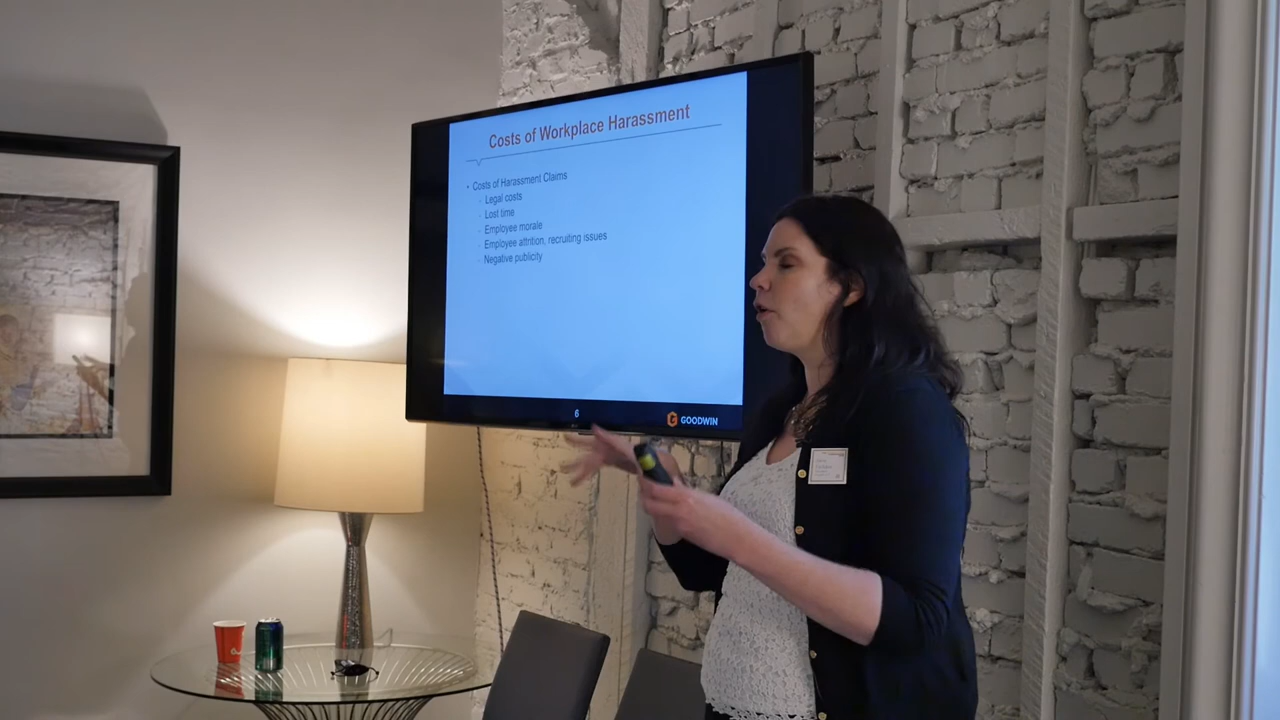 Costs of Workplace Harassment
• Costs of Harassment Claims
- Legal costs
- Lost time
- Employee morale
- Employee attrition, recruiting issues
- Negative publicity
6
GOODWIN